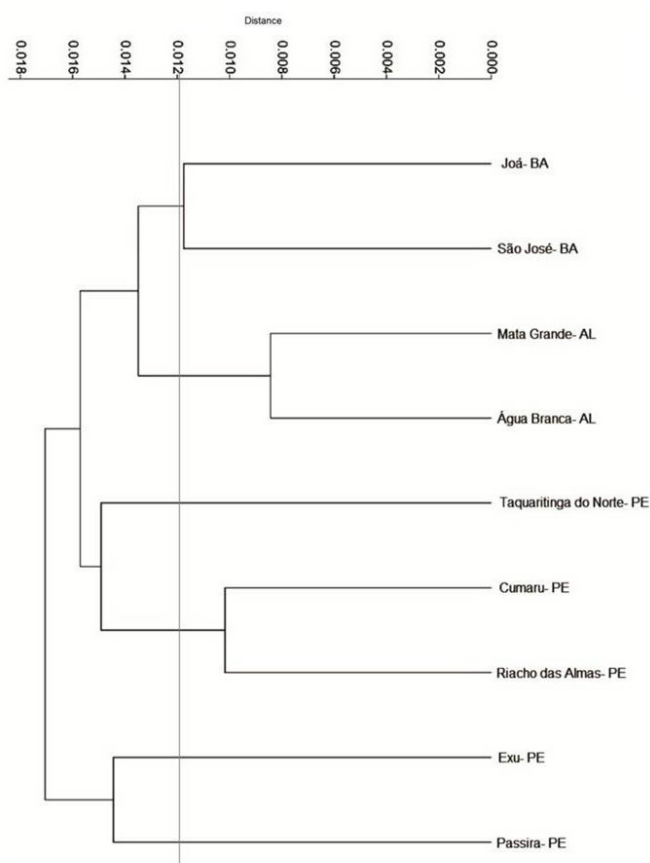 Distance
0.018 0.016 0.014 0.012 0.010 0.008 0.006 0.004 0.002 0.000
Joá- BA
São José- BA
Mata Grande- AL
Água Branca- AL
Taquaritinga do Norte- PE
Cumaru- PE
Riacho das Almas- PE
Exu- PE
Passira- PE